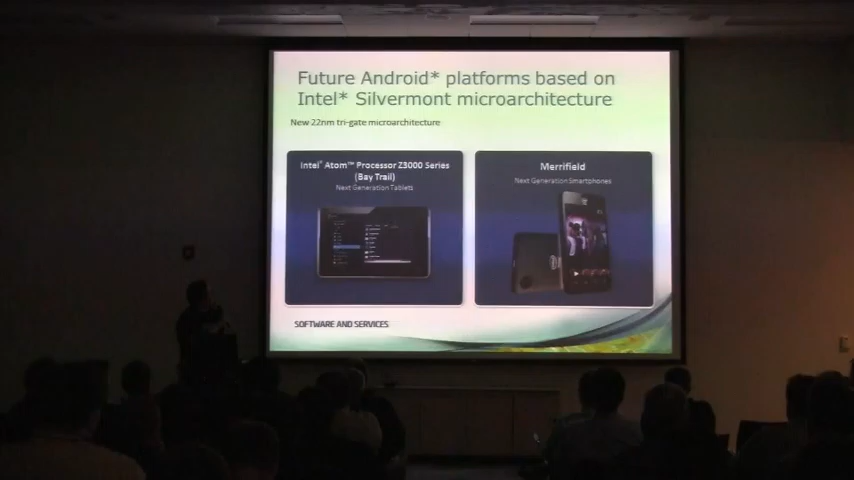 Future Android* platforms based on
Intel* Silvermont microarchitecture
New 22nm tri-gate microarchitecture
Intel® Atom™ Processor Z3000 Series
(Bay Trail)
Next Generation Tablets
Merrifield
Next Generation Smartphones
SOFTWARE AND SERVICES